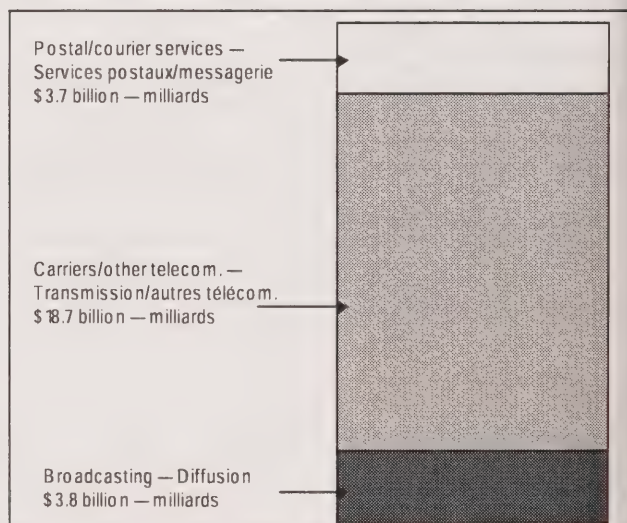 Postal/courier services —
Services postaux/messagerie
$3.7 billion — milliards
Carriers/other telecom. —
Transmission/autres télécom.
$18.7 billion — milliards
Broadcasting — Diffusion
$3.8 billion — milliards